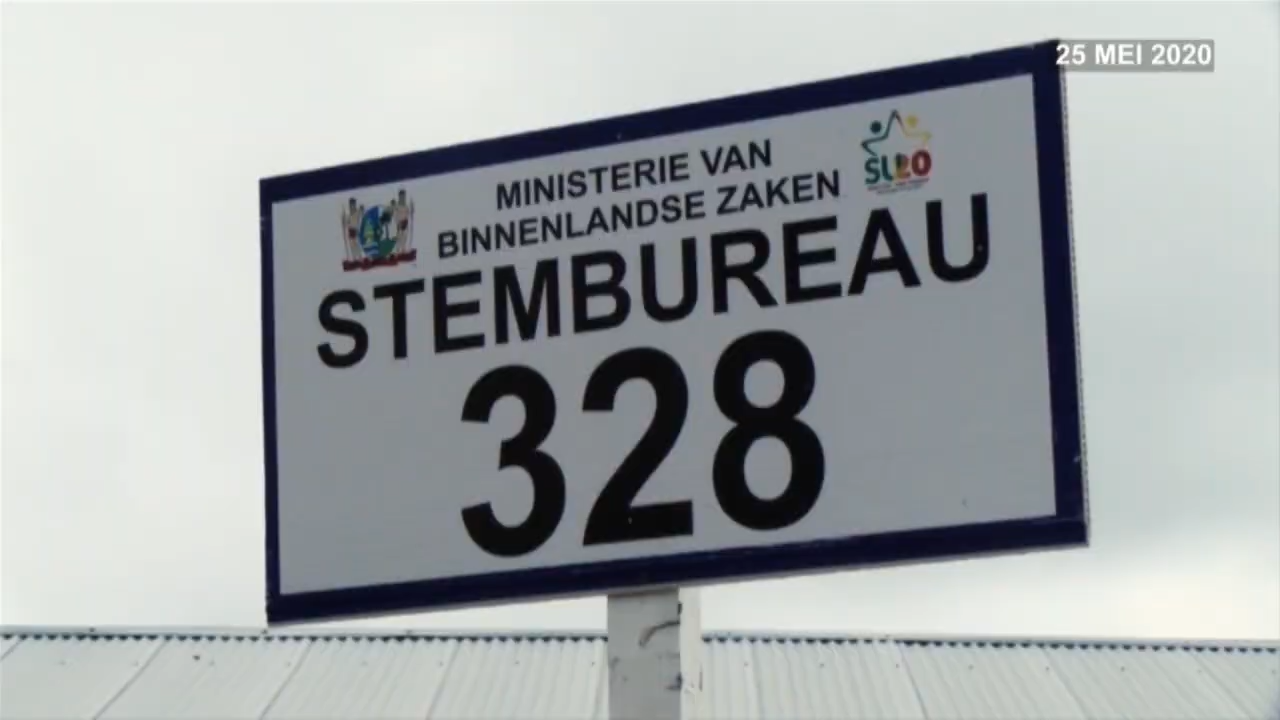 25 MEI 2020
MINISTERIE VAN
BINNENLANDSE ZAKEN
STEMBUREAU
328